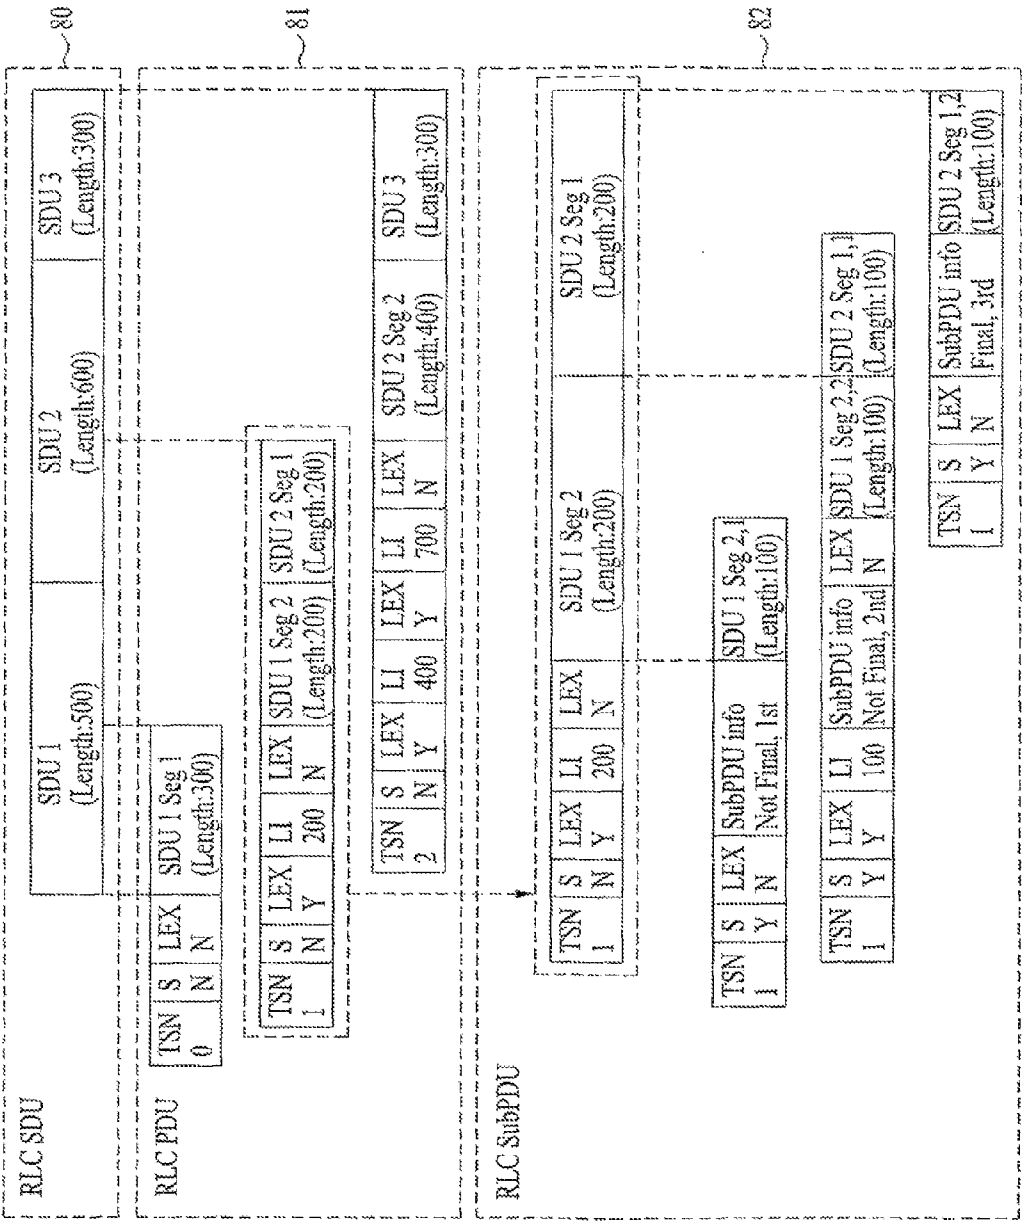 RLC SDU
SDU 1
(Length:500)
SDU 2
(Length:600)
SDU 3
(Length:300)
80
RLC PDU
TSN S LEX SDU 1 Seg 1
0 N N (Length:300)
TSN S LEX LI LEX SDU 1 Seg 2 SDU 2 Seg 1
1 N Y 200 N (Length:200) (Length:200)
TSN S LEX LI LEX LI LEX SDU 2 Seg 2 SDU 3
2 N Y 400 Y 700 N (Length:400) (Length:300)
81
RLC SubPDU
TSN S LEX LI LEX SDU 1 Seg 2 SDU 2 Seg 1
1 N Y 200 N (Length:200) (Length:200)
TSN S LEX SubPDU info SDU 1 Seg 2,1
1 Y N Not Final, 1st (Length:100)
TSN S LEX LI SubPDU info LEX SDU 1 Seg 2,2 SDU 2 Seg 1,1
1 Y Y 100 Not Final, 2nd N (Length:100) (Length:100)
TSN S LEX SubPDU info SDU 2 Seg 1,2
1 Y N Final, 3rd (Length:100)
82